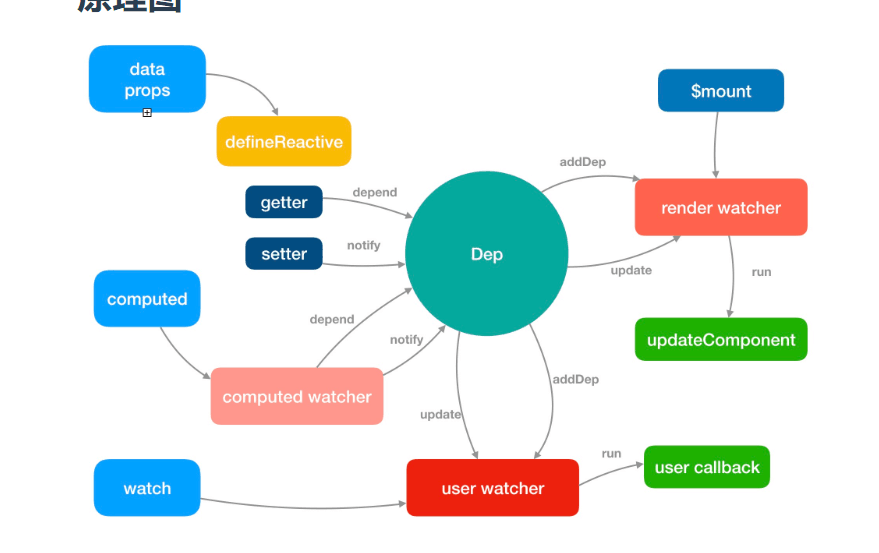 原理图
data
props
$mount
defineReactive
addDep
depend
getter
render watcher
notify
setter
Dep
update
run
computed
depend
notify
updateComponent
computed watcher
addDep
update
run
user callback
watch
user watcher